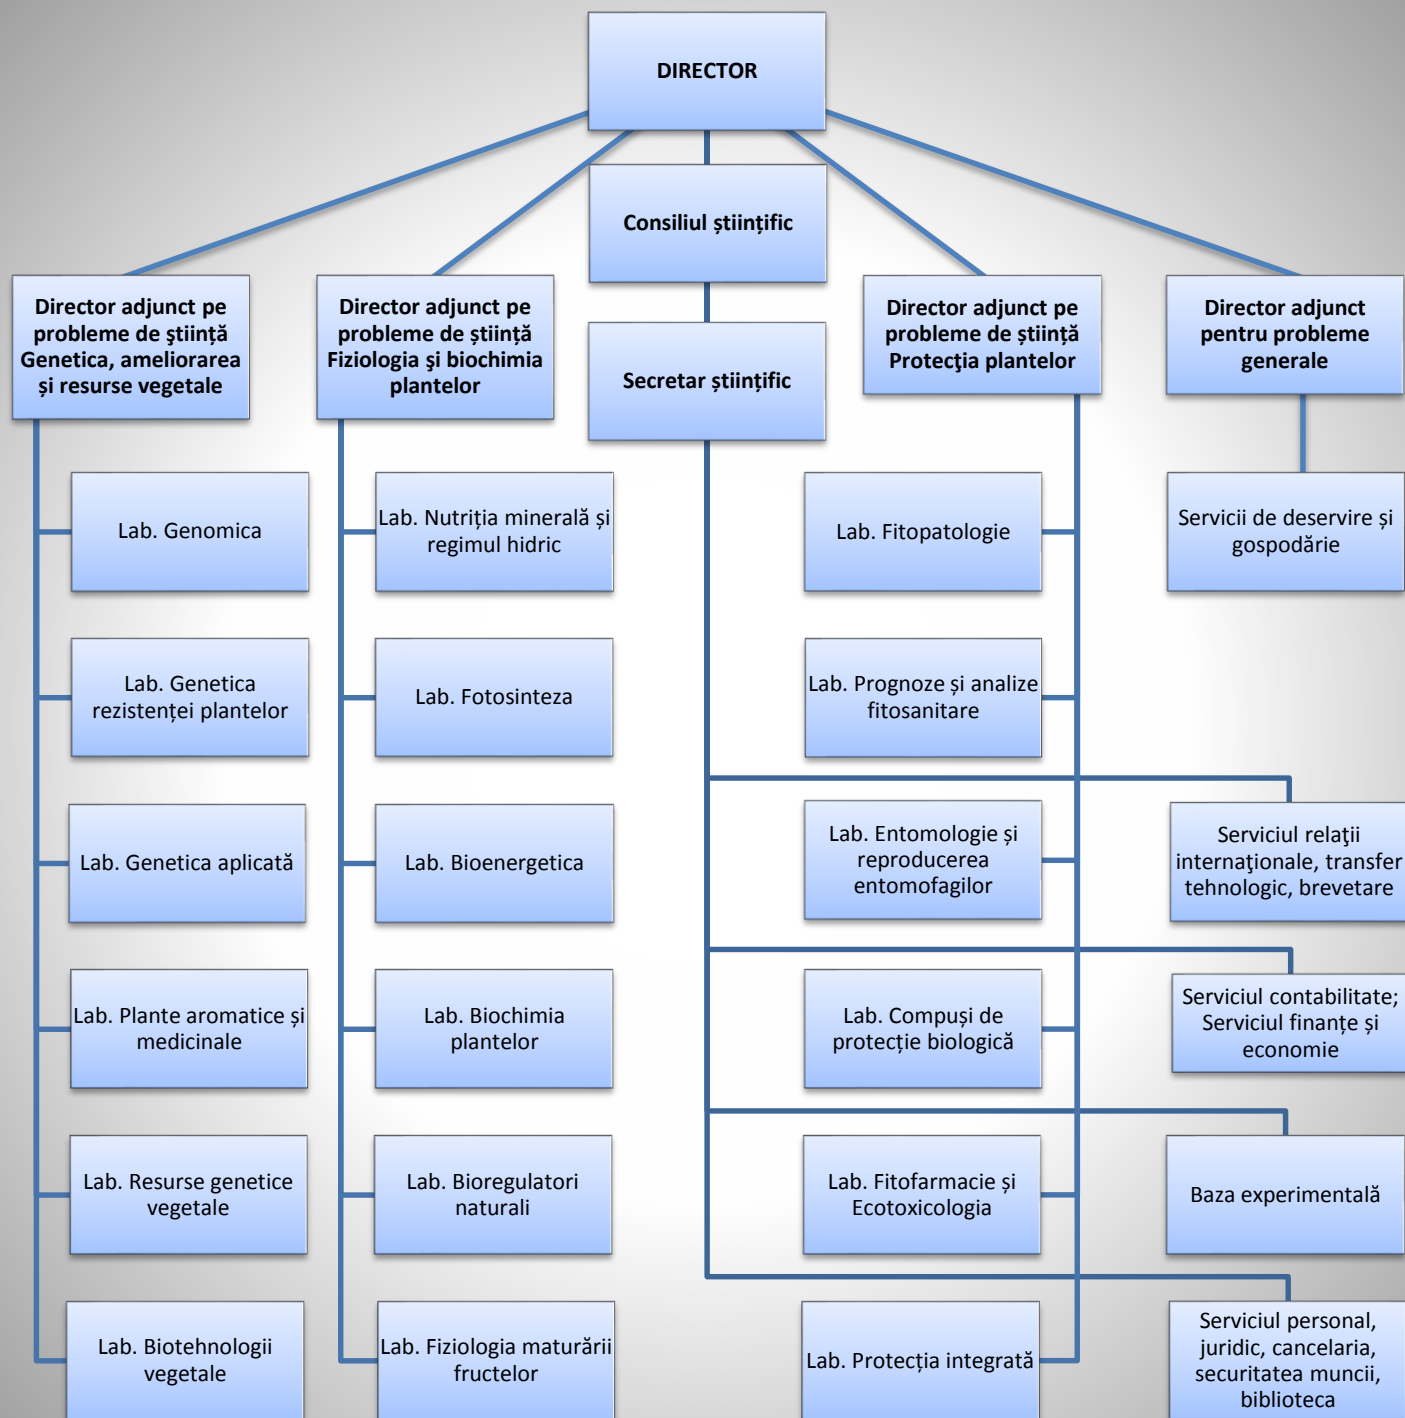 DIRECTOR
Consiliul științific
Director adjunct pe
probleme de ştiință
Genetica, ameliorarea
și resurse vegetale
Director adjunct pe
probleme de știință
Fiziologia şi biochimia
plantelor
Secretar științific
Director adjunct pe
probleme de știință
Protecţia plantelor
Director adjunct
pentru probleme
generale
Lab. Genomica
Lab. Nutriția minerală și
regimul hidric
Lab. Fitopatologie
Servicii de deservire și
gospodărie
Lab. Genetica
rezistenței plantelor
Lab. Fotosinteza
Lab. Prognoze și analize
fitosanitare
Lab. Genetica aplicată
Lab. Bioenergetica
Lab. Entomologie și
reproducerea
entomofagilor
Serviciul relaţii
internaţionale, transfer
tehnologic, brevetare
Lab. Plante aromatice și
medicinale
Lab. Biochimia
plantelor
Lab. Compuși de
protecție biologică
Serviciul contabilitate;
Serviciul finanțe și
economie
Lab. Resurse genetice
vegetale
Lab. Bioregulatori
naturali
Lab. Fitofarmacie și
Ecotoxicologia
Baza experimentală
Lab. Biotehnologii
vegetale
Lab. Fiziologia maturării
fructelor
Lab. Protecția integrată
Serviciul personal,
juridic, cancelaria,
securitatea muncii,
biblioteca